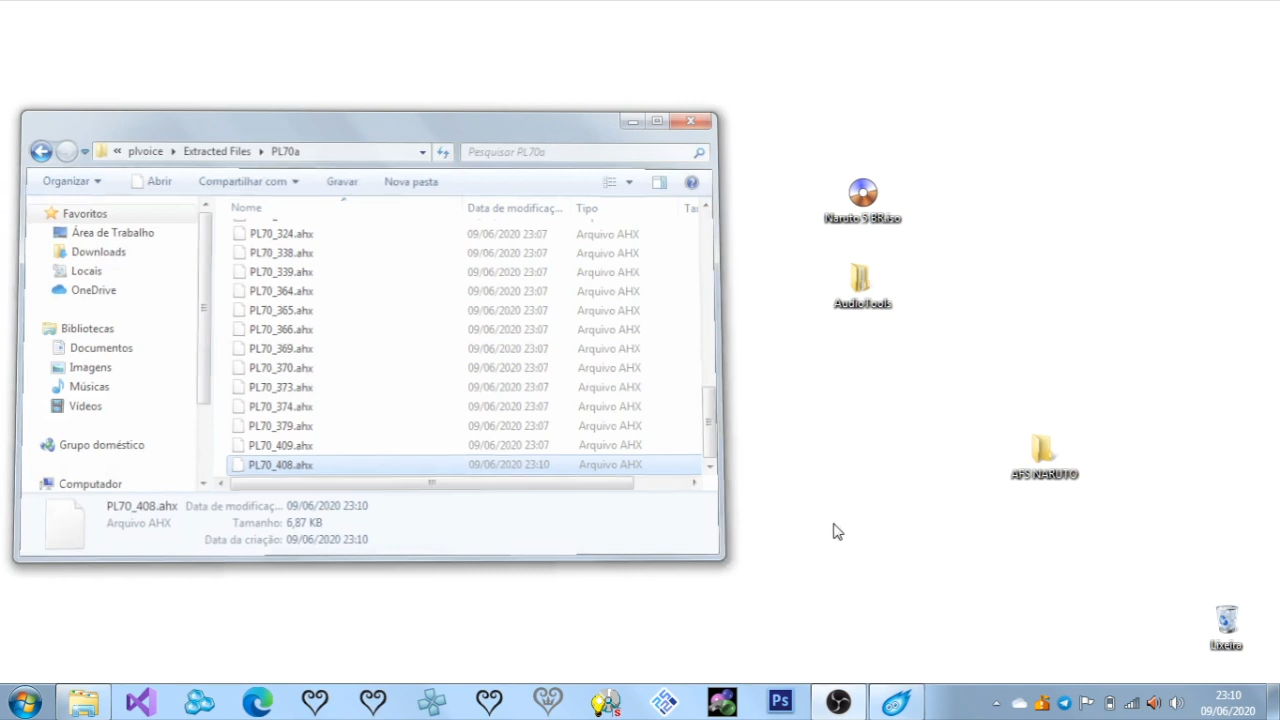 « plvoice ▸ Extracted Files ▸ PL70a
Pesquisar PL70a
Organizar Abrir Compartilhar com Gravar Nova pasta
Nome Data de modificaç... Tipo Ta
Favoritos
Área de Trabalho
Downloads
Locais
OneDrive
Bibliotecas
Documentos
Imagens
Músicas
Vídeos
Grupo doméstico
Computador
PL70_324.ahx 09/06/2020 23:07 Arquivo AHX
PL70_338.ahx 09/06/2020 23:07 Arquivo AHX
PL70_339.ahx 09/06/2020 23:07 Arquivo AHX
PL70_364.ahx 09/06/2020 23:07 Arquivo AHX
PL70_365.ahx 09/06/2020 23:07 Arquivo AHX
PL70_366.ahx 09/06/2020 23:07 Arquivo AHX
PL70_369.ahx 09/06/2020 23:07 Arquivo AHX
PL70_370.ahx 09/06/2020 23:07 Arquivo AHX
PL70_373.ahx 09/06/2020 23:07 Arquivo AHX
PL70_374.ahx 09/06/2020 23:07 Arquivo AHX
PL70_379.ahx 09/06/2020 23:07 Arquivo AHX
PL70_409.ahx 09/06/2020 23:07 Arquivo AHX
PL70_408.ahx 09/06/2020 23:10 Arquivo AHX
PL70_408.ahx Data de modificaç... 09/06/2020 23:10
Arquivo AHX Tamanho: 6,87 KB
Data da criação: 09/06/2020 23:10
Naruto 5 BR.iso
AudioTools
AFS NARUTO
Lixeira
Ps
23:10
09/06/2020